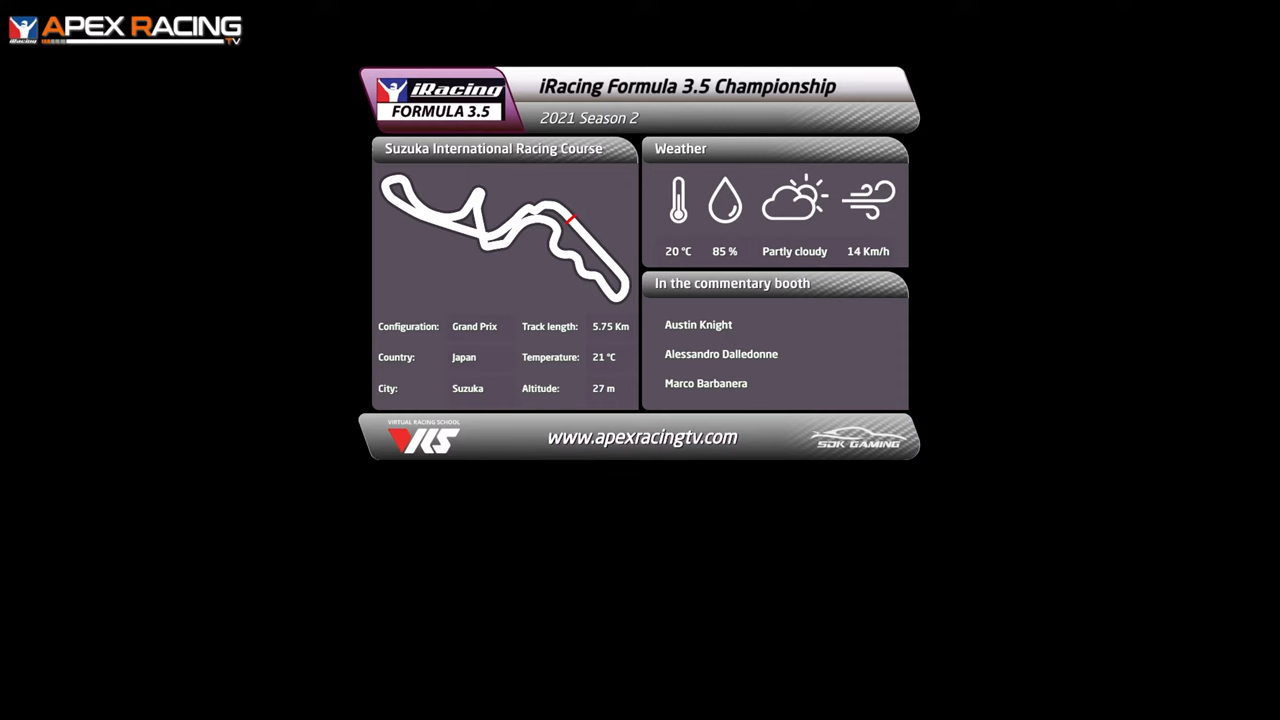 iRacing
APEX RACING
TV
iRacing
FORMULA 3.5
iRacing Formula 3.5 Championship
2021 Season 2
Suzuka International Racing Course
Configuration: Grand Prix Track length: 5.75 Km
Country: Japan Temperature: 21 °C
City: Suzuka Altitude: 27 m
Weather
20 °C 85 % Partly cloudy 14 Km/h
In the commentary booth
Austin Knight
Alessandro Dalledonne
Marco Barbanera
VIRTUAL RACING SCHOOL
VRS
www.apexracingtv.com
SDK GAMING